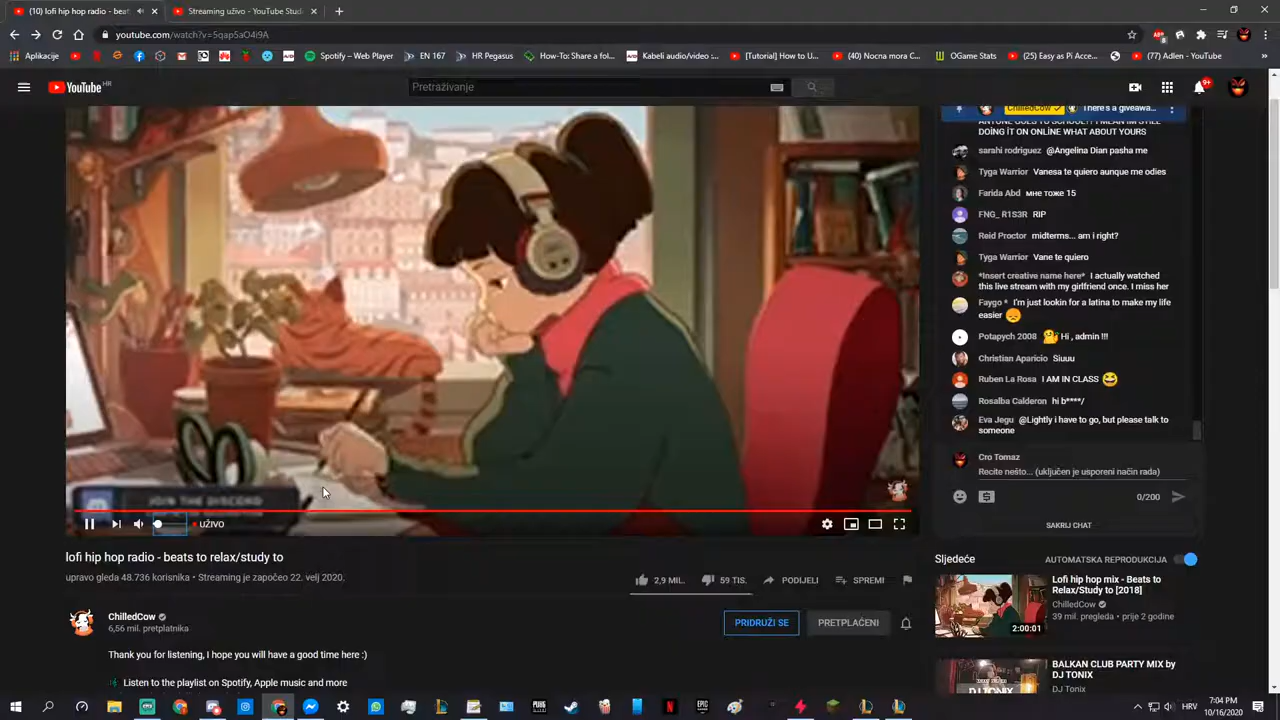 (10) lofi hip hop radio - beat
Streaming uživo - YouTube Stud
youtube.com/watch?v=5qap5aO4i9A
Aplikacije
Spotify – Web Player
EN 167
HR Pegasus
How-To: Share a fol...
Kabeli audio/video:...
[Tutorial] How to U...
(40) Nocna mora C...
OGame Stats
(25) Easy as Pi Acce...
(77) Adlen - YouTube
YouTube HR
Pretraživanje
9+
ChilledCow
There's a giveawa...
ANYONE GOES TO SCHOOL?? I MEAN IM STILL
DOİNG İT ON ONLİNE WHAT ABOUT YOURS
sarahi rodriguez @Angelina Dian pasha me
Tyga Warrior Vanesa te quiero aunque me odies
Farida Abd мне тоже 15
FNG_ R1S3R RIP
Reid Proctor midterms... am i right?
Tyga Warrior Vane te quiero
*Insert creative name here* I actually watched
this live stream with my girlfriend once. I miss her
Faygo * I'm just lookin for a latina to make my life
easier
Potapych 2008 Hi , admin !!!
Christian Aparicio Siuuu
Ruben La Rosa I AM IN CLASS
Rosalba Calderon hi b****/
Eva Jegu @Lightly i have to go, but please talk to
someone
Cro Tomaz
Recite nešto... (uključen je usporeni način rada)
0/200
SAKRIJ CHAT
JOIN THE DISCORD
UŽIVO
lofi hip hop radio - beats to relax/study to
upravo gleda 48.736 korisnika • Streaming je započeo 22. velj 2020.
2,9 MIL.
59 TIS.
PODIJELI
SPREMI
ChilledCow
6,56 mil. pretplatnika
PRIDRUŽI SE
PRETPLAĆENI
Thank you for listening, I hope you will have a good time here :)
Listen to the playlist on Spotify, Apple music and more
Sljedeće
AUTOMATSKA REPRODUKCIJA
Lofi hip hop mix - Beats to
Relax/Study to [2018]
ChilledCow
39 mil. pregleda • prije 2 godine
2:00:01
BALKAN CLUB PARTY MIX by
DJ TONIX
DJ Tonix
HRV
7:04 PM
10/16/2020